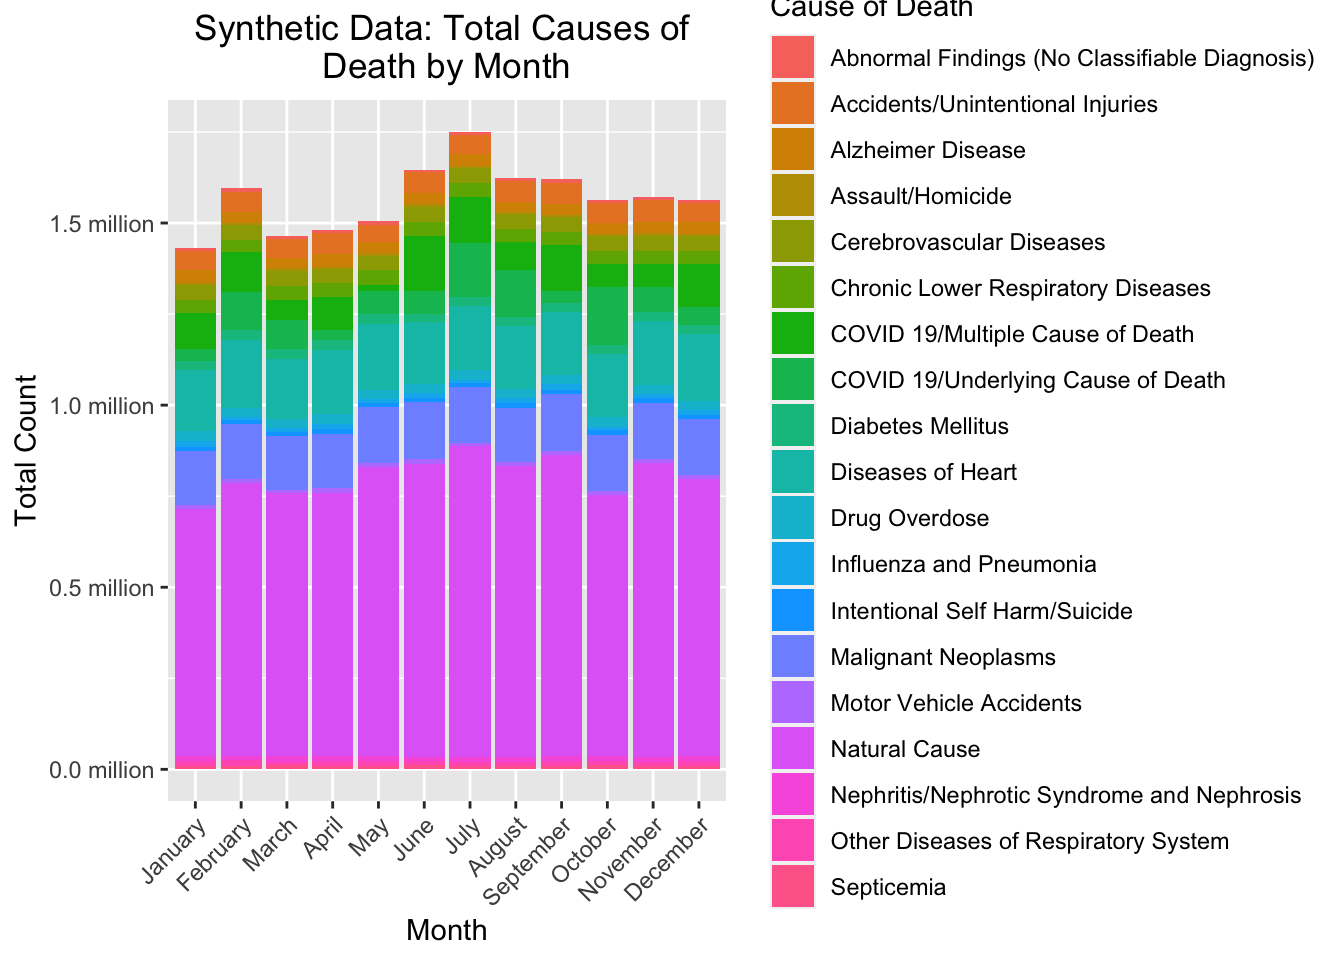 Synthetic Data: Total Causes of
Death by Month
Total Count
1.5 million
1.0 million
0.5 million
0.0 million
January
February
March
April
May
June
July
August
September
October
November
December
Month
Cause of Death
Abnormal Findings (No Classifiable Diagnosis)
Accidents/Unintentional Injuries
Alzheimer Disease
Assault/Homicide
Cerebrovascular Diseases
Chronic Lower Respiratory Diseases
COVID 19/Multiple Cause of Death
COVID 19/Underlying Cause of Death
Diabetes Mellitus
Diseases of Heart
Drug Overdose
Influenza and Pneumonia
Intentional Self Harm/Suicide
Malignant Neoplasms
Motor Vehicle Accidents
Natural Cause
Nephritis/Nephrotic Syndrome and Nephrosis
Other Diseases of Respiratory System
Septicemia